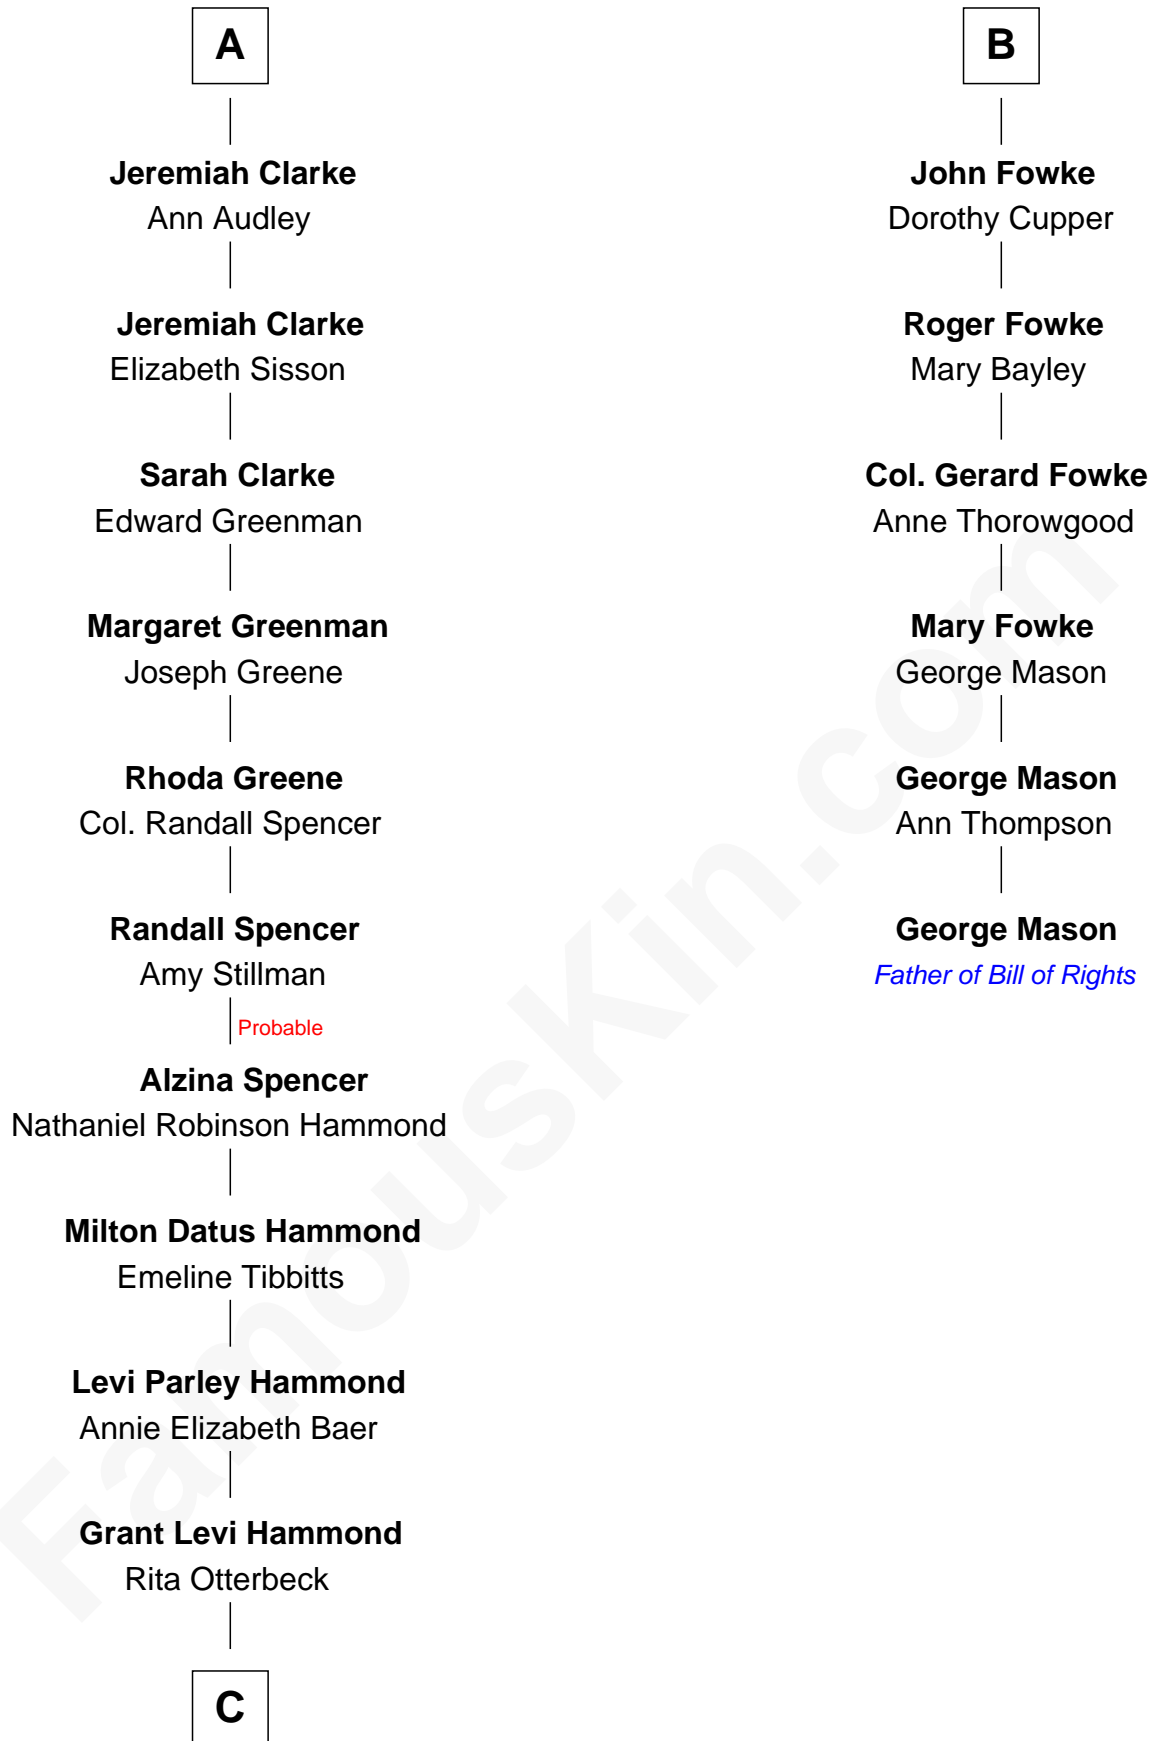 A
Jeremiah Clarke
Ann Audley
Jeremiah Clarke
Elizabeth Sisson
Sarah Clarke
Edward Greenman
Margaret Greenman
Joseph Greene
Rhoda Greene
Col. Randall Spencer
Randall Spencer
Amy Stillman
Probable
Alzina Spencer
Nathaniel Robinson Hammond
Milton Datus Hammond
Emeline Tibbitts
Levi Parley Hammond
Annie Elizabeth Baer
Grant Levi Hammond
Rita Otterbeck
C
B
John Fowke
Dorothy Cupper
Roger Fowke
Mary Bayley
Col. Gerard Fowke
Anne Thorowgood
Mary Fowke
George Mason
George Mason
Ann Thompson
George Mason
Father of Bill of Rights
FamousKin.com